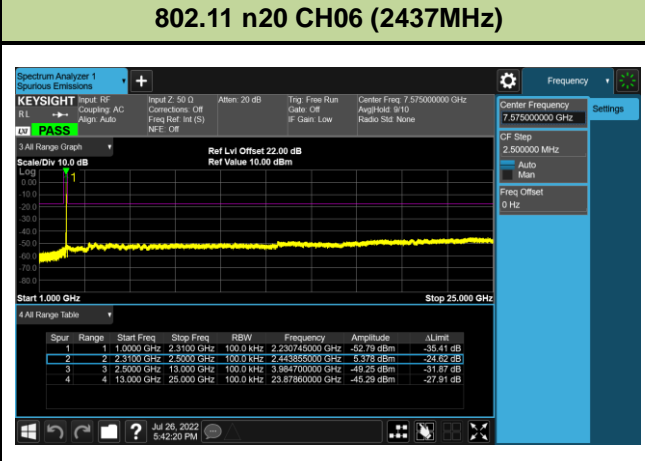 802.11 n20 CH06 (2437MHz)
Spectrum Analyzer 1
Spurious Emissions
+
Frequency
KEYSIGHT Input: RF Input Z: 50 Ω Atten: 20 dB Trig: Free Run Center Freq: 7.575000000 GHz
RL Coupling: AC Corrections: Off Gate: Off Avg|Hold: 9/10
Align: Auto Freq Ref: Int (S) IF Gain: Low Radio Std: None
NFE: Off
LXI PASS
Center Frequency
7.575000000 GHz
Settings
CF Step
2.500000 MHz
Auto
Man
Freq Offset
0 Hz
3 All Range Graph
Ref Lvl Offset 22.00 dB
Scale/Div 10.0 dB Ref Value 10.00 dBm
Log
1
0.00
-10.0
-20.0
-30.0
-40.0
-50.0
-60.0
-70.0
-80.0
Start 1.000 GHz Stop 25.000 GHz
4 All Range Table
Spur Range Start Freq Stop Freq RBW Frequency Amplitude ΔLimit
1 1 1.0000 GHz 2.3100 GHz 100.0 kHz 2.230745000 GHz -52.79 dBm -35.41 dB
2 2 2.3100 GHz 2.5000 GHz 100.0 kHz 2.443855000 GHz 5.378 dBm -24.62 dB
3 3 2.5000 GHz 13.000 GHz 100.0 kHz 3.984700000 GHz -49.25 dBm -31.87 dB
4 4 13.000 GHz 25.000 GHz 100.0 kHz 23.87860000 GHz -45.29 dBm -27.91 dB
?
Jul 26, 2022
5:42:20 PM